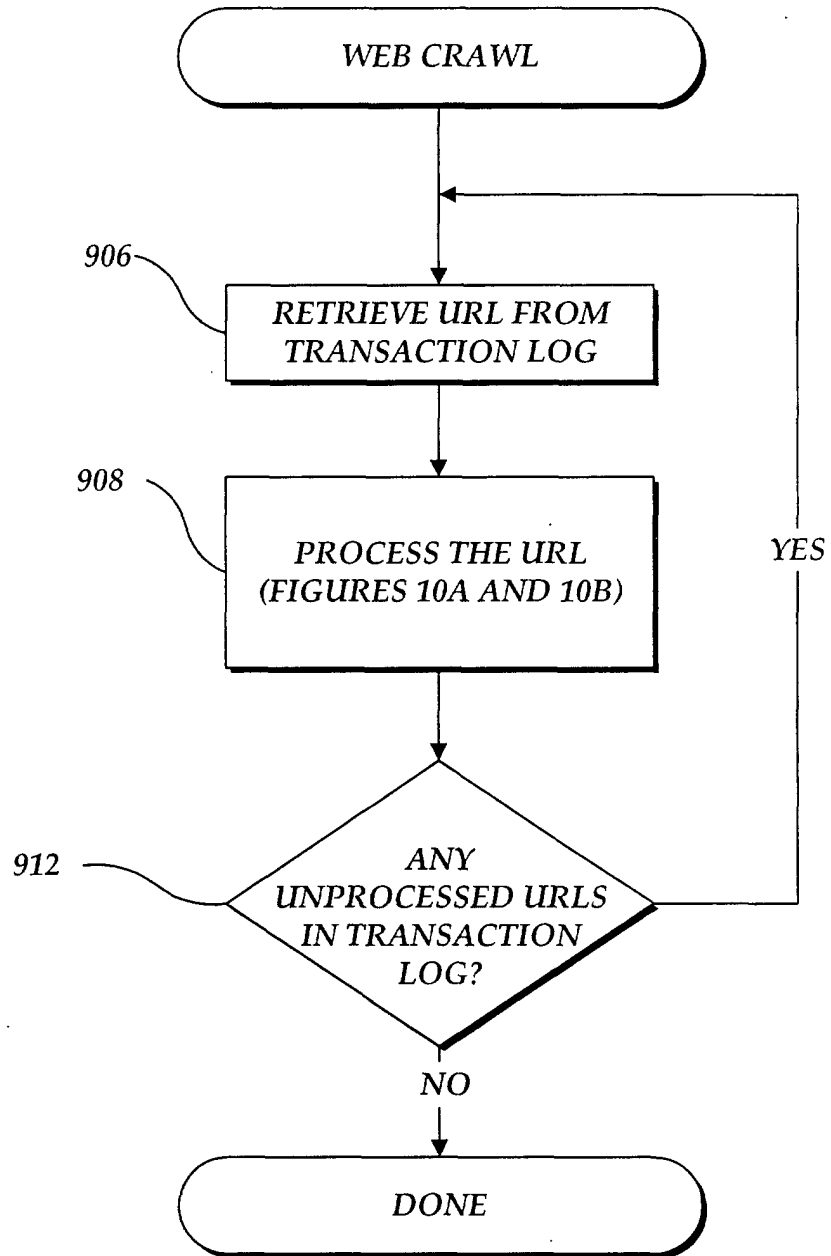 WEB CRAWL
906
RETRIEVE URL FROM
TRANSACTION LOG
908
PROCESS THE URL
(FIGURES 10A AND 10B)
YES
912
ANY
UNPROCESSED URLS
IN TRANSACTION
LOG?
NO
DONE